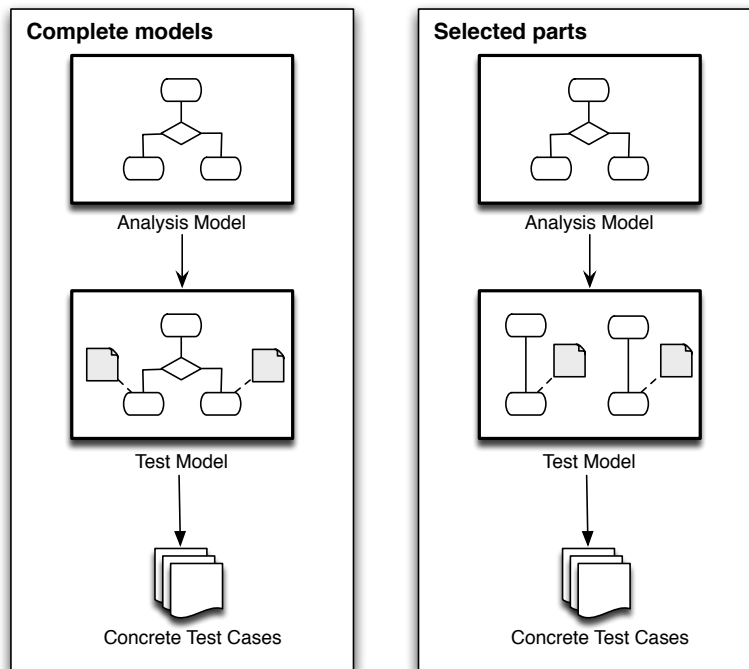 Complete models
Analysis Model
Test Model
Concrete Test Cases
Selected parts
Analysis Model
Test Model
Concrete Test Cases